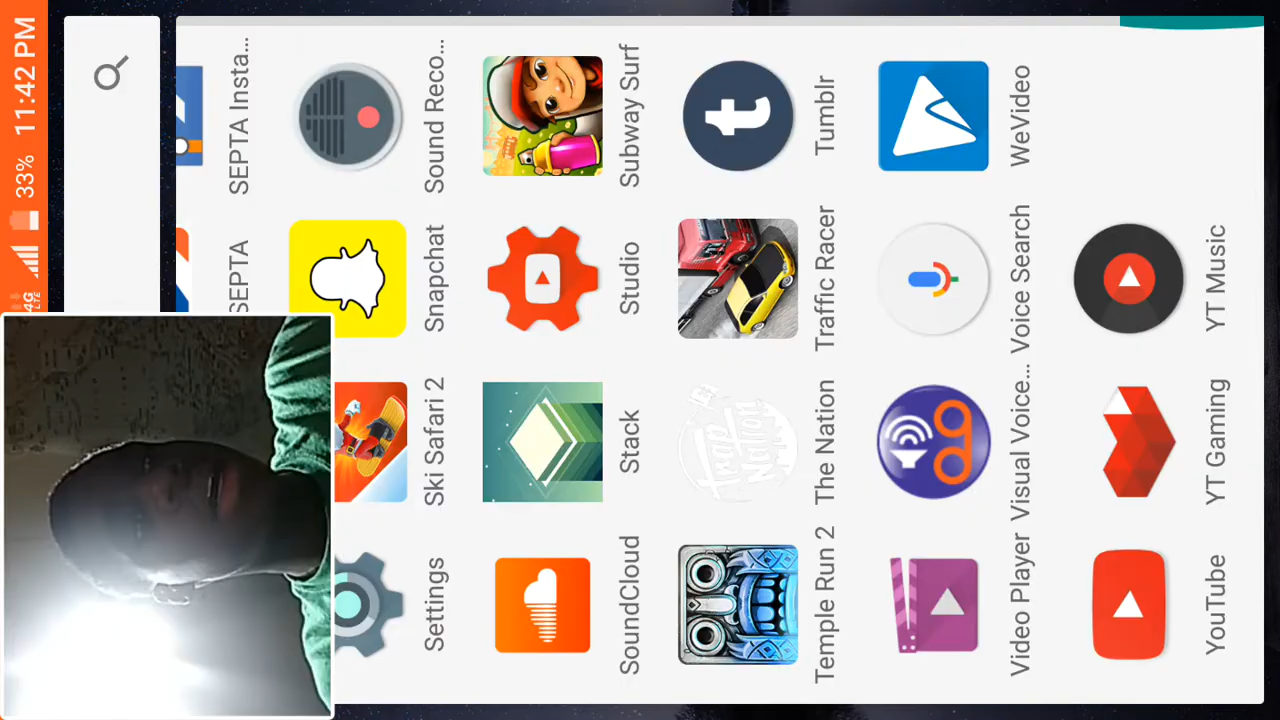 4G LTE 33% 11:42 PM
SEPTA SEPTA Insta...
Settings Ski Safari 2 Snapchat Sound Reco...
SoundCloud Stack Studio Subway Surf
Temple Run 2 The Nation Traffic Racer Tumblr
Video Player Visual Voice... Voice Search WeVideo
YouTube YT Gaming YT Music